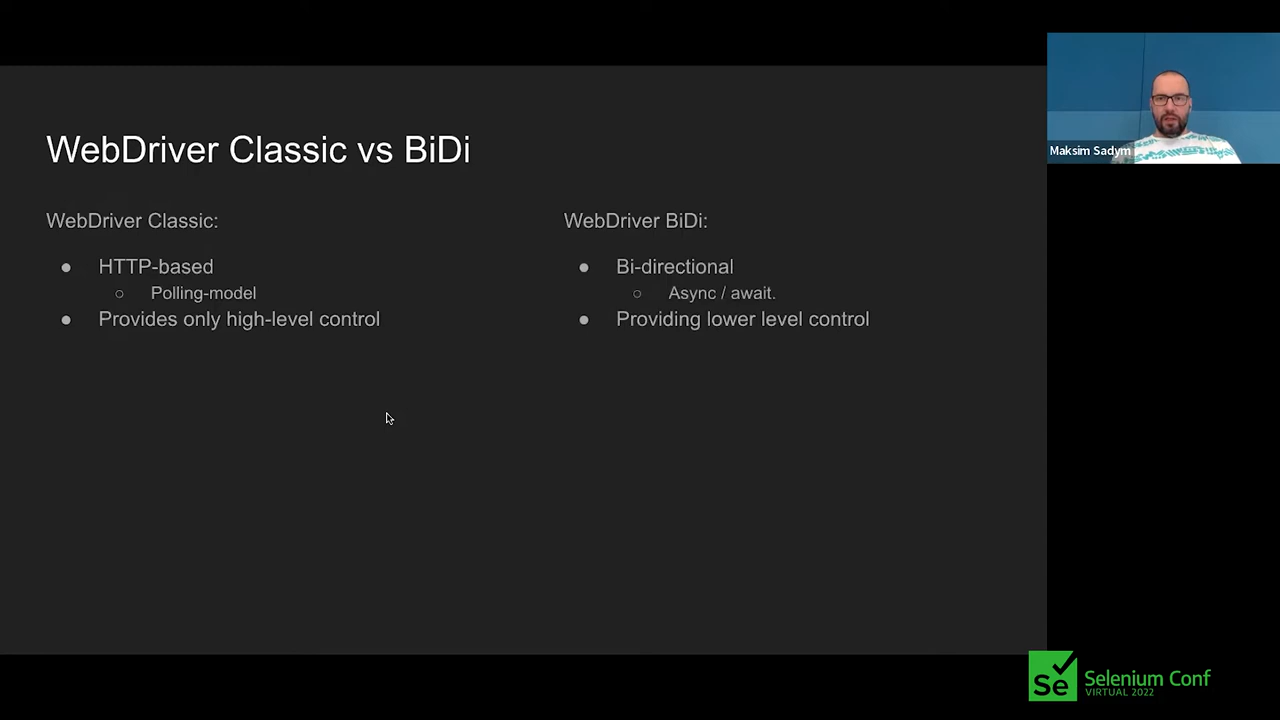 WebDriver Classic vs BiDi
WebDriver Classic:
HTTP-based
Polling-model
Provides only high-level control
WebDriver BiDi:
Bi-directional
Async / await.
Providing lower level control
Maksim Sadym
Se
Selenium Conf
VIRTUAL 2022